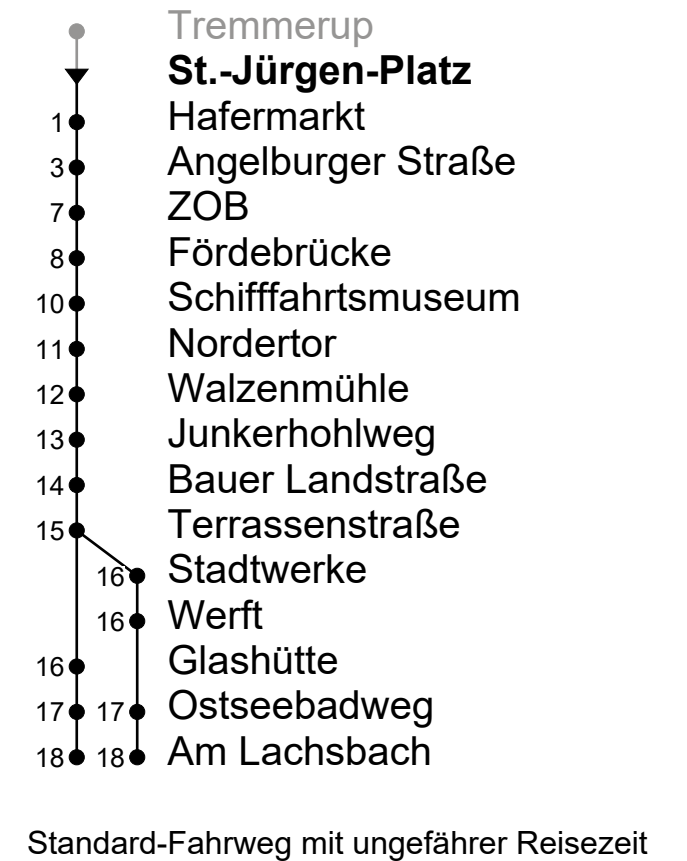 Tremmerup
St.-Jürgen-Platz
1 Hafermarkt
3 Angelburger Straße
7 ZOB
8 Fördebrücke
10 Schifffahrtsmuseum
11 Nordertor
12 Walzenmühle
13 Junkerhohlweg
14 Bauer Landstraße
15 Terrassenstraße
16 Stadtwerke
16 Werft
16 Glashütte
17 17 Ostseebadweg
18 18 Am Lachsbach
Standard-Fahrweg mit ungefährer Reisezeit